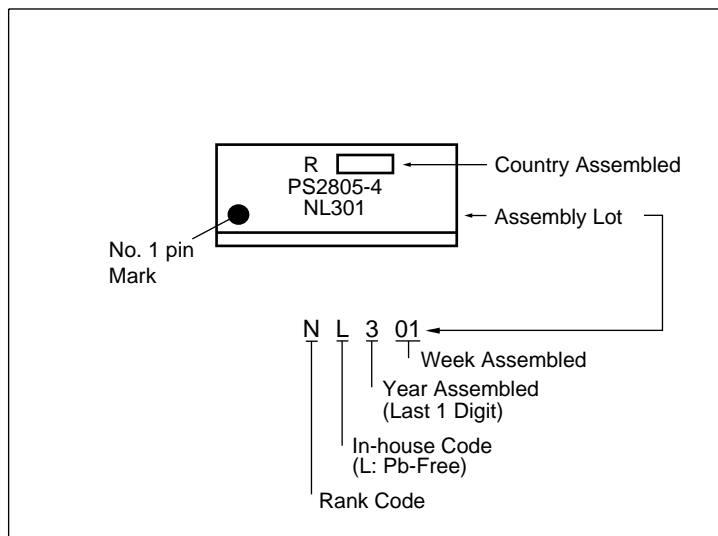 R
Country Assembled
PS2805-4
NL301
Assembly Lot
No. 1 pin
Mark
N L 3 01
Week Assembled
Year Assembled
(Last 1 Digit)
In-house Code
(L: Pb-Free)
Rank Code